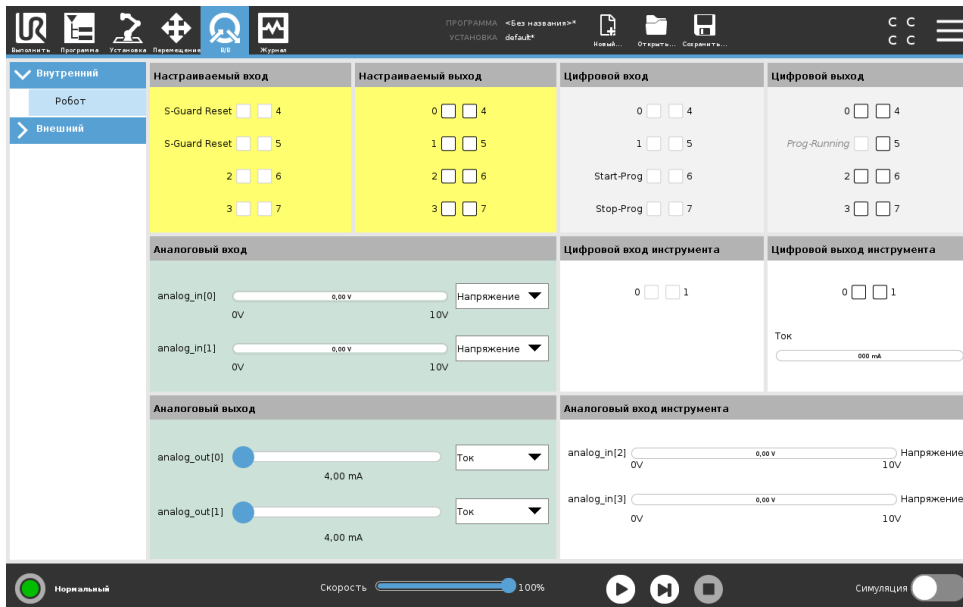 UR
ПРОГРАММА <Без названия>*
УСТАНОВКА default*
C C
C C
Выполнить Программа Установка Перемещение В/В Журнал Новый... Открыть... Сохранить...
Внутренний
Робот
Внешний
Настраиваемый вход Настраиваемый выход Цифровой вход Цифровой выход
S-Guard Reset 4 0 4 0 4 0 4
S-Guard Reset 5 1 5 1 5 Prog-Running 5
2 6 2 6 Start-Prog 6 2 6
3 7 3 7 Stop-Prog 7 3 7
Аналоговый вход Цифровой вход инструмента Цифровой выход инструмента
analog_in[0] 0,00 V Напряжение 0 1 0 1
0V 10V
Ток
analog_in[1] 0,00 V Напряжение 000 mA
0V 10V
Аналоговый выход Аналоговый вход инструмента
analog_out[0] Ток analog_in[2] 0,00 V Напряжение
4,00 mA 0V 10V
analog_out[1] Ток analog_in[3] 0,00 V Напряжение
4,00 mA 0V 10V
Нормальный Скорость 100% Симуляция